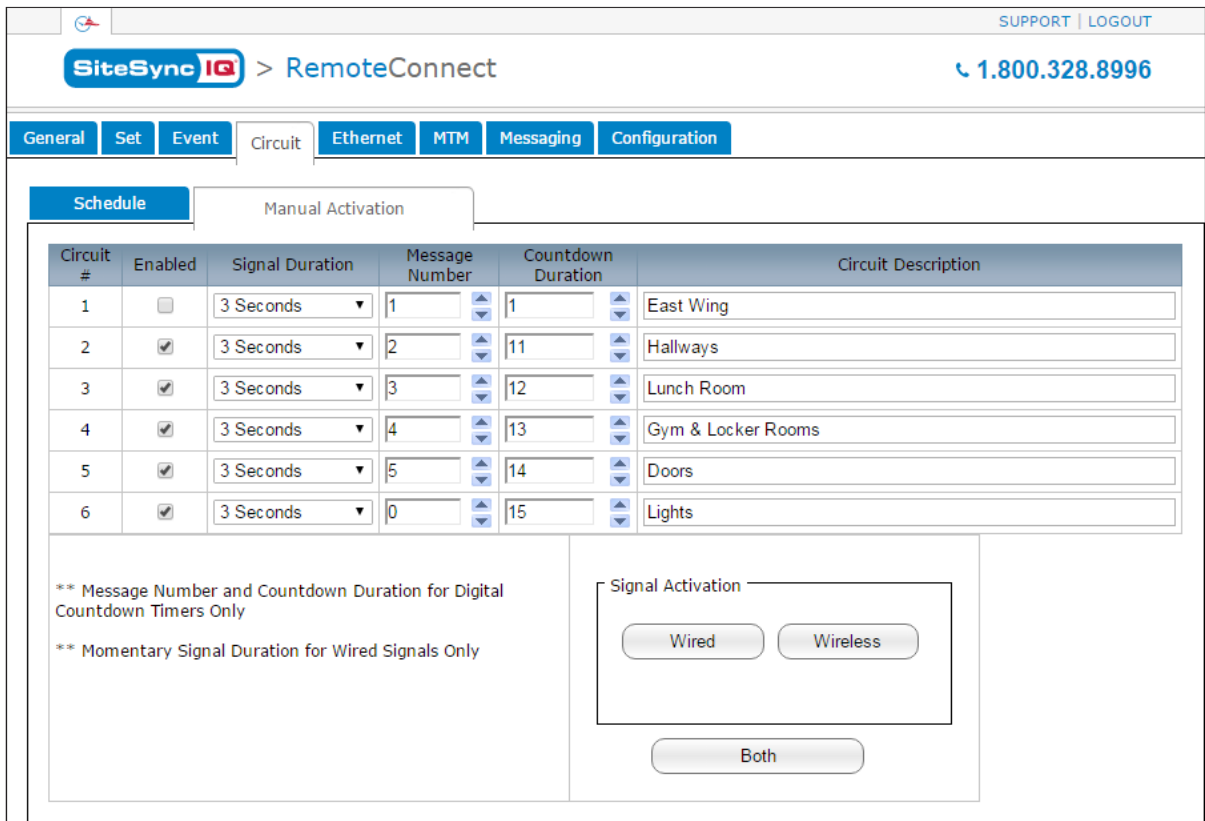 SUPPORT | LOGOUT
SiteSync IQ > RemoteConnect
1.800.328.8996
General Set Event Circuit Ethernet MTM Messaging Configuration
Schedule Manual Activation
Circuit # Enabled Signal Duration Message Number Countdown Duration Circuit Description
1 3 Seconds 1 1 East Wing
2 3 Seconds 2 11 Hallways
3 3 Seconds 3 12 Lunch Room
4 3 Seconds 4 13 Gym & Locker Rooms
5 3 Seconds 5 14 Doors
6 3 Seconds 0 15 Lights
** Message Number and Countdown Duration for Digital
Countdown Timers Only
** Momentary Signal Duration for Wired Signals Only
Signal Activation
Wired Wireless
Both